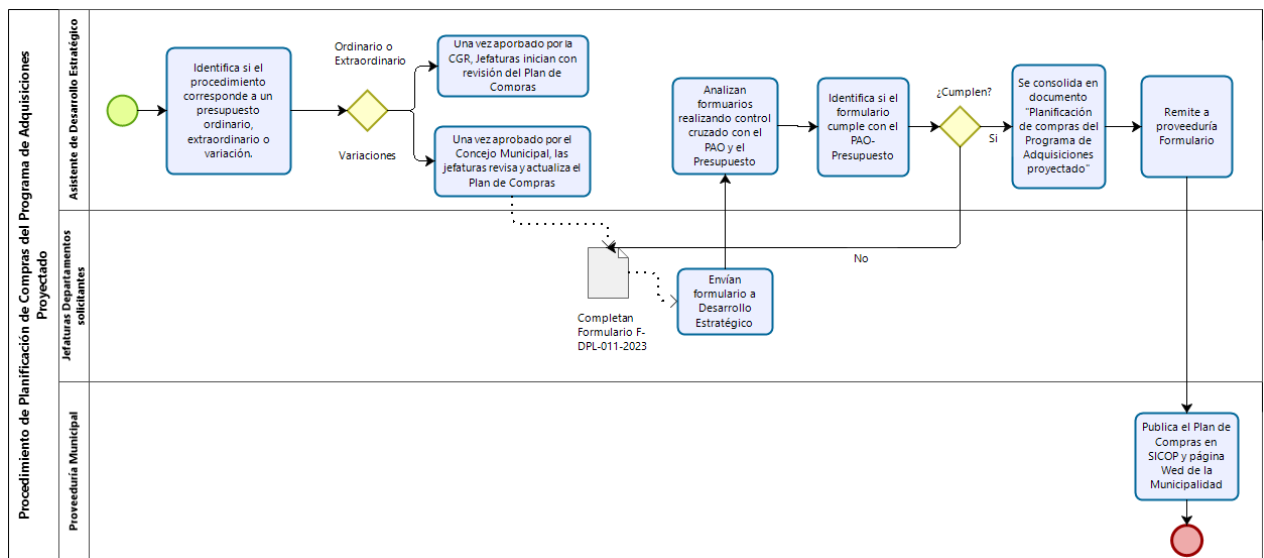 Procedimiento de Planificación de Compras del Programa de Adquisiciones
Proyectado
Asistente de Desarrollo Estratégico
Identifica si el
procedimiento
corresponde a un
presupuesto
ordinario,
extraordinario o
variación.
Ordinario o
Extraordinario
Variaciones
Una vez aporbado por la
CGR, Jefaturas inician con
revisión del Plan de
Compras
Una vez aprobado por el
Concejo Municipal, las
jefaturas revisa y actualiza el
Plan de Compras
Analizan
formuarios
realizando control
cruzado con el
PAO y el
Presupuesto
Identifica si el
formulario
cumple con el
PAO-
Presupuesto
¿Cumplen?
Si
No
Se consolida en
documento
"Planificación
de compras del
Programa de
Adquisiciones
proyectado"
Remite a
proveeduría
Formulario
Jefaturas Departamentos
solicitantes
Completan
Formulario F-
DPL-011-2023
Envían
formulario a
Desarrollo
Estratégico
Proveeduría Municipal
Publica el Plan de
Compras en
SICOP y página
Wed de la
Municipalidad